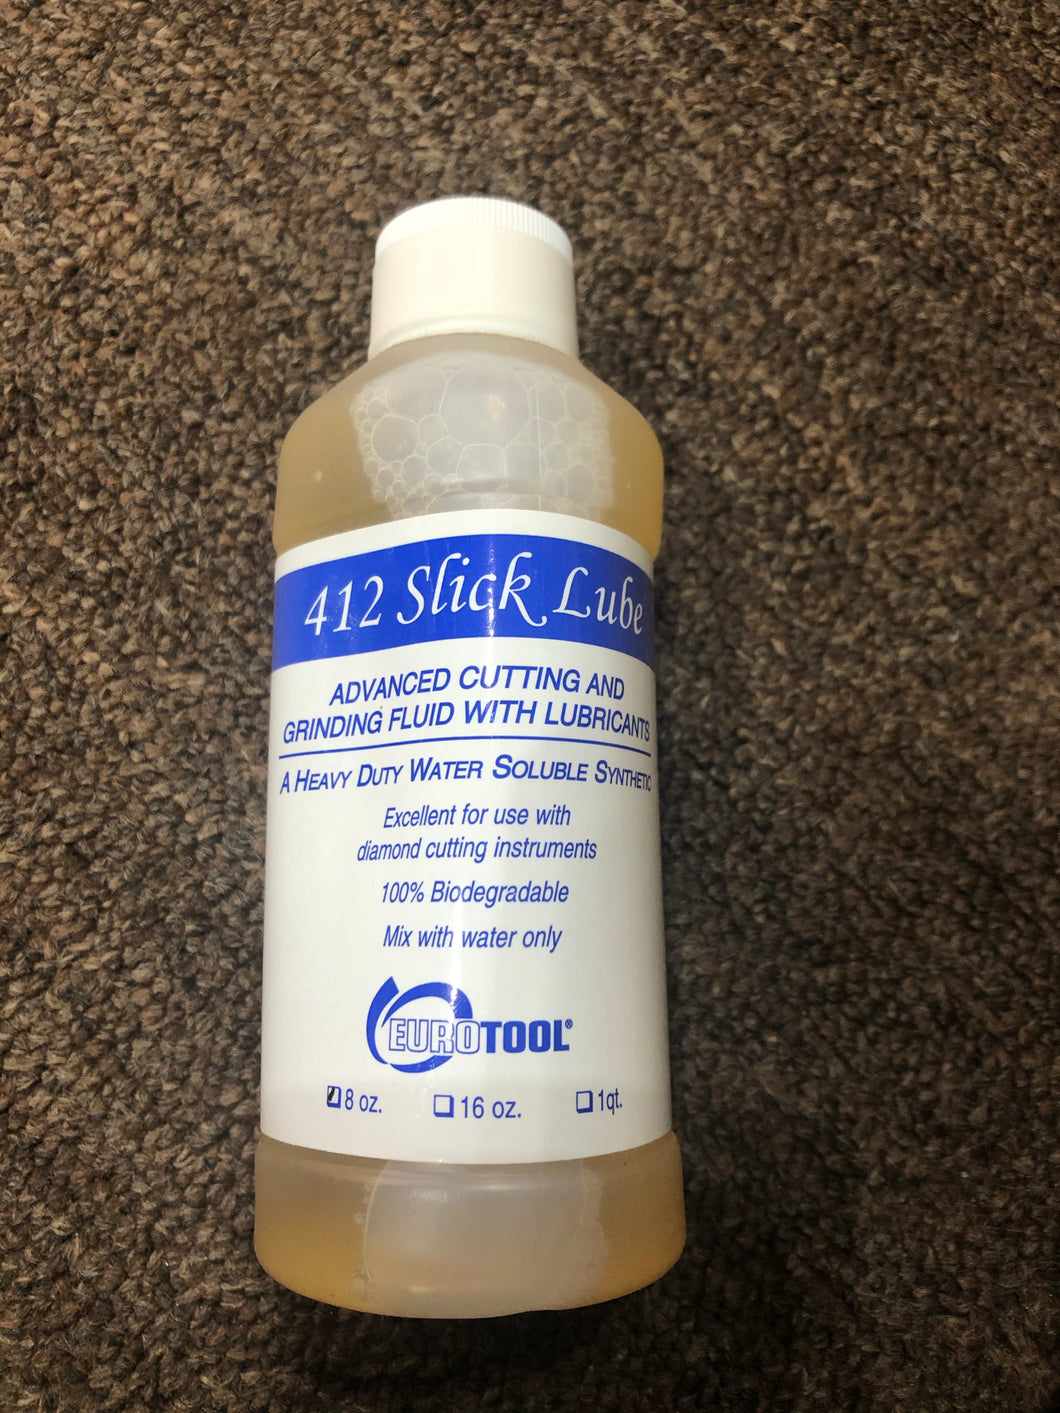 412 Slick Lube
ADVANCED CUTTING AND
GRINDING FLUID WITH LUBRICANTS
A HEAVY DUTY WATER SOLUBLE SYNTHETIC
Excellent for use with
diamond cutting instruments
100% Biodegradable
Mix with water only
EUROTOOL®
8 oz. 16 oz. 1qt.